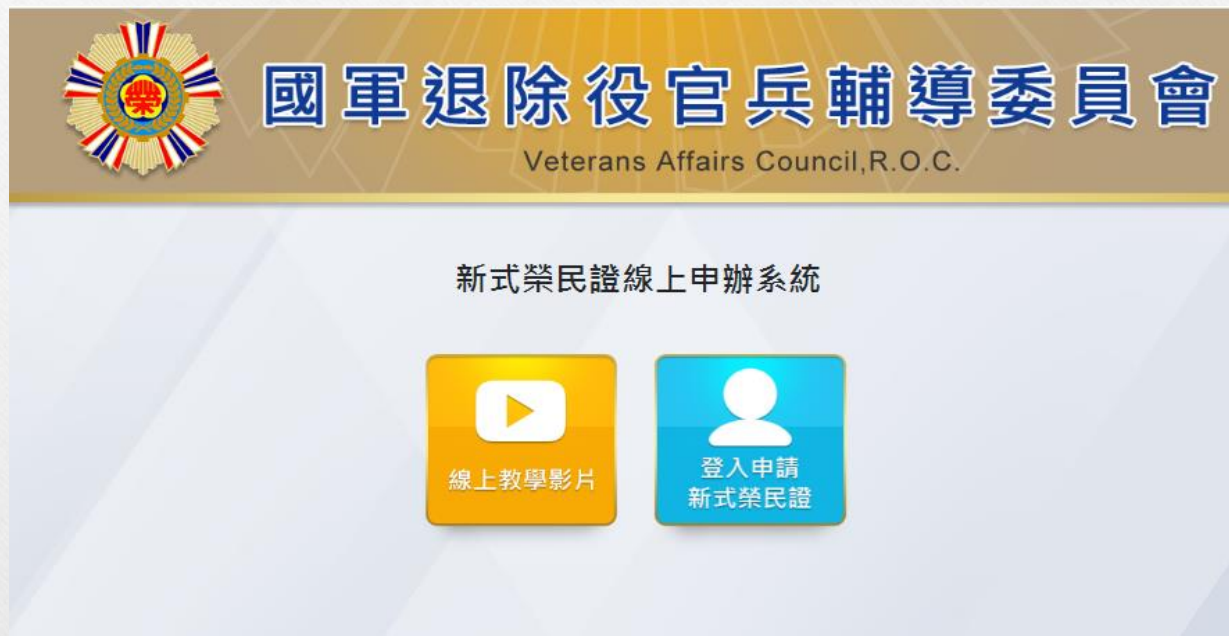 榮
國軍退除役官兵輔導委員會
Veterans Affairs Council,R.O.C.
新式榮民證線上申辦系統
線上教學影片
登入申請
新式榮民證